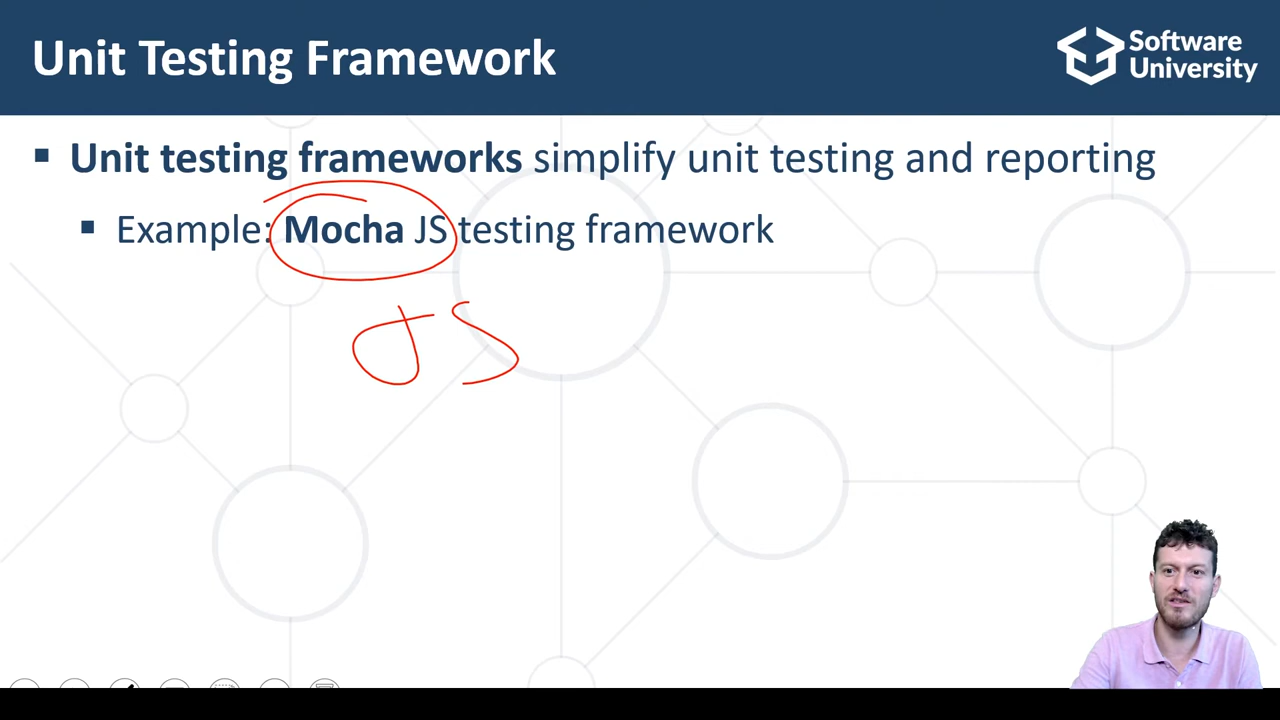 Unit Testing Framework
Software
University
▪ Unit testing frameworks simplify unit testing and reporting
▪ Example: Mocha JS testing framework
JS